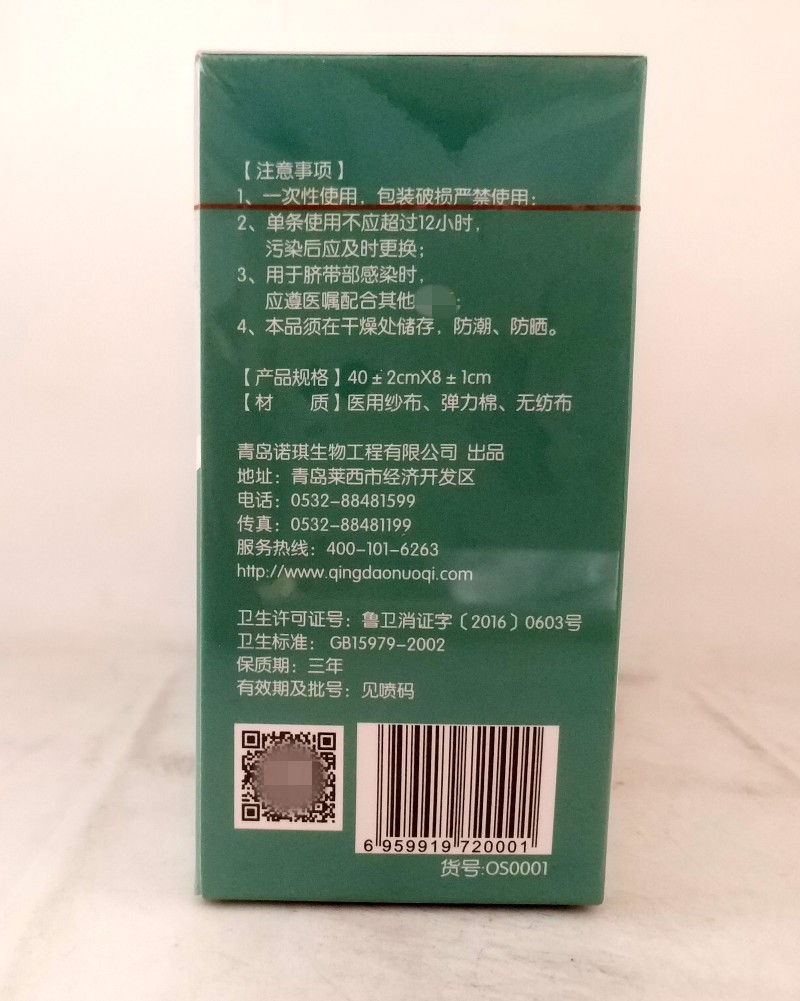 【注意事项】
1、一次性使用，包装破损严禁使用；
2、单条使用不应超过12小时，
污染后应及时更换；
3、用于脐带部感染时，
应遵医嘱配合其他；
4、本品须在干燥处储存，防潮、防晒。
【产品规格】40±2cmX8±1cm
【材 质】医用纱布、弹力棉、无纺布
青岛诺琪生物工程有限公司 出品
地址：青岛莱西市经济开发区
电话：0532-88481599
传真：0532-88481199
服务热线：400-101-6263
http://www.qingdaonuoqi.com
卫生许可证号：鲁卫消证字〔2016〕0603号
卫生标准：GB15979-2002
保质期：三年
有效期及批号：见喷码
6 959919 720001
货号:OS0001